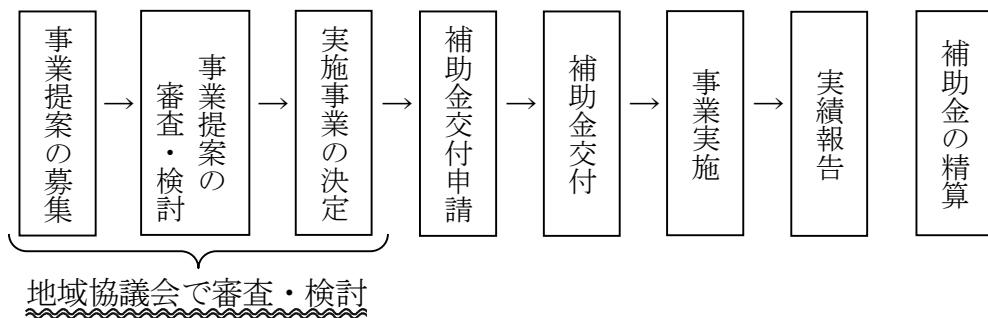 事業提案の募集
→
事業提案の
審査・検討
→
実施事業の決定
→
補助金交付申請
→
補助金交付
→
事業実施
→
実績報告
補助金の精算
地域協議会で審査・検討